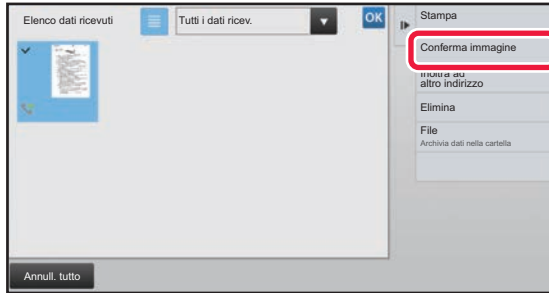 Elenco dati ricevuti
Tutti i dati ricev.
OK
Stampa
Conferma immagine
Inoltra ad
altro indirizzo
Elimina
File
Archivia dati nella cartella
Annull. tutto